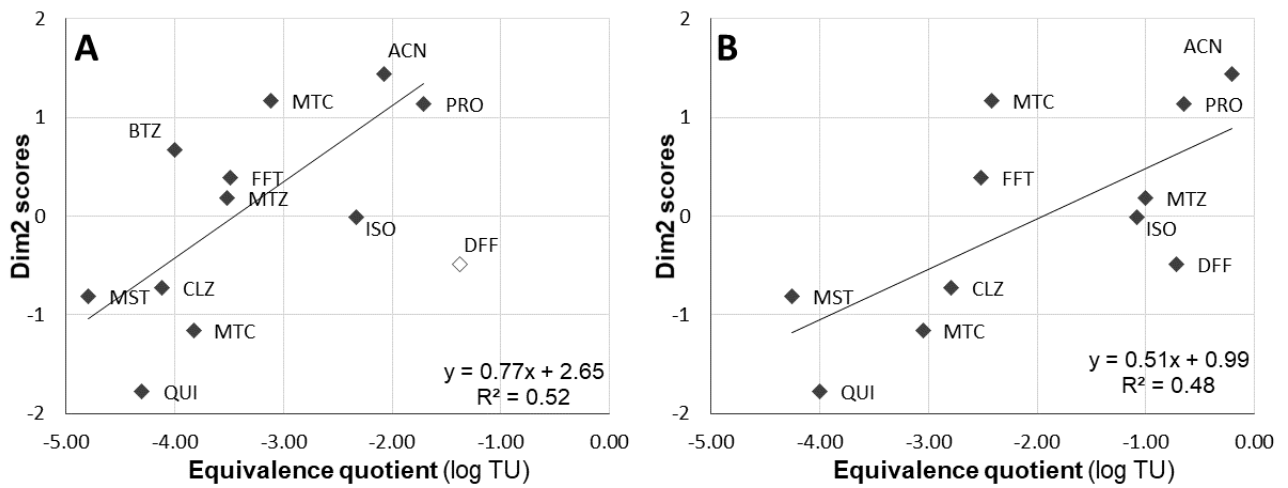 A
2
1
0
-1
-2
Dim2 scores
ACN
MTC
PRO
BTZ
FFT
MTZ
ISO
DFF
MST
CLZ
MTC
QUI
y = 0.77x + 2.65
R² = 0.52
-5.00 -4.00 -3.00 -2.00 -1.00 0.00
Equivalence quotient (log TU)
B
2
1
0
-1
-2
Dim2 scores
ACN
MTC
PRO
FFT
MTZ
ISO
DFF
MST
CLZ
MTC
QUI
y = 0.51x + 0.99
R² = 0.48
-5.00 -4.00 -3.00 -2.00 -1.00 0.00
Equivalence quotient (log TU)